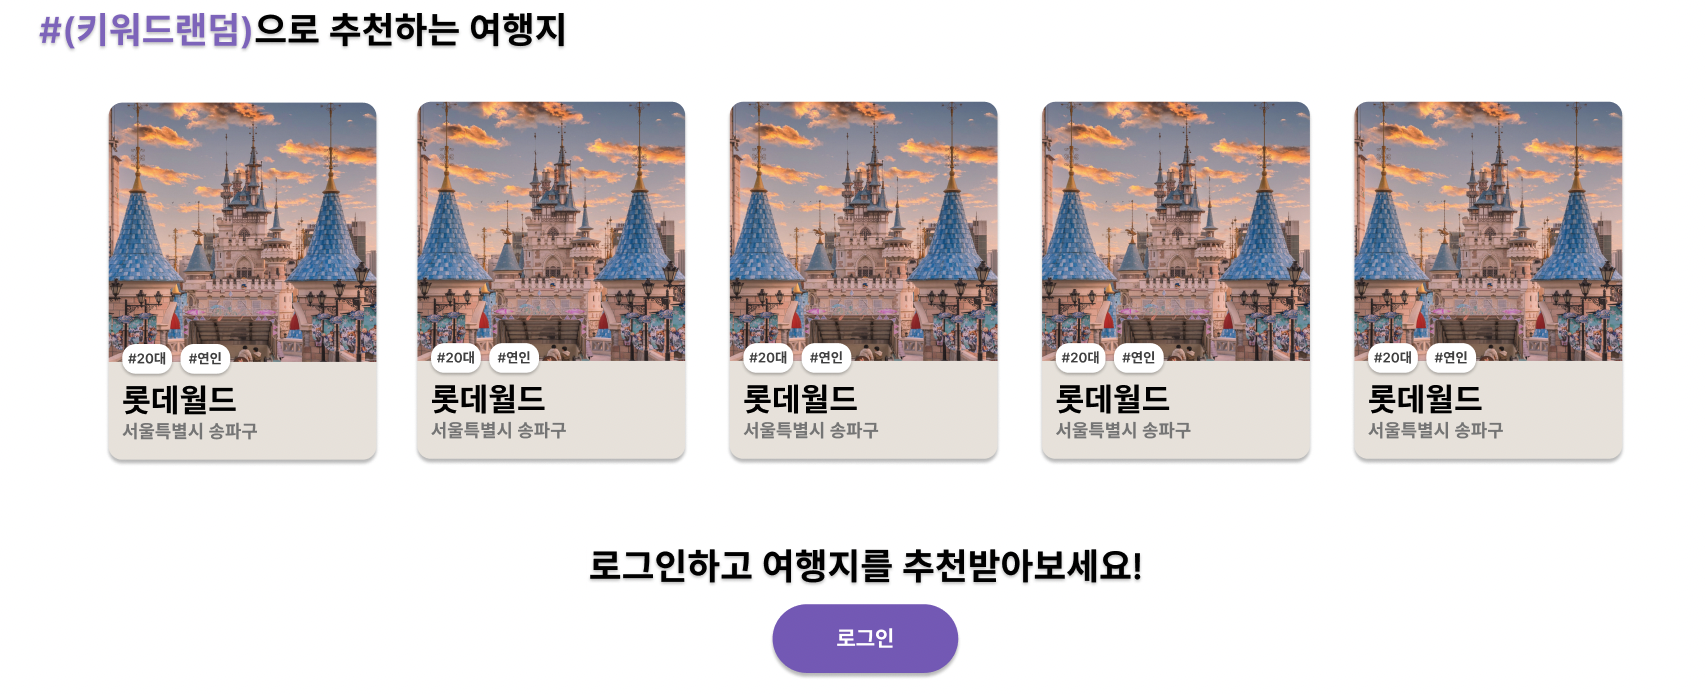 #(키워드랜덤)으로 추천하는 여행지
#20대 #연인
롯데월드
서울특별시 송파구
#20대 #연인
롯데월드
서울특별시 송파구
#20대 #연인
롯데월드
서울특별시 송파구
#20대 #연인
롯데월드
서울특별시 송파구
#20대 #연인
롯데월드
서울특별시 송파구
로그인하고 여행지를 추천받아보세요!
로그인